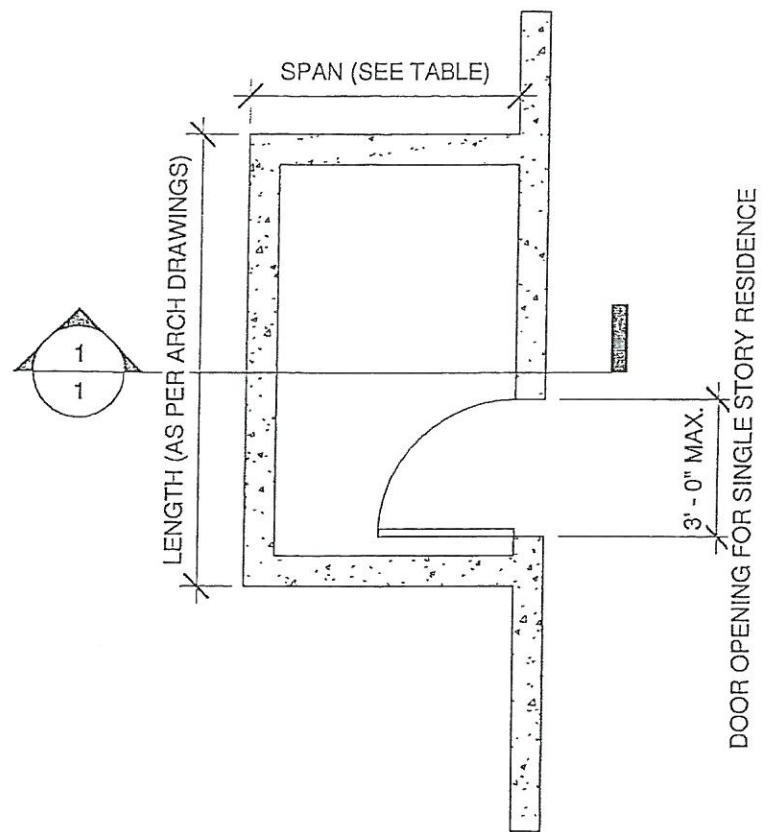 SPAN (SEE TABLE)
LENGTH (AS PER ARCH DRAWINGS)
1
1
3' - 0" MAX.
DOOR OPENING FOR SINGLE STORY RESIDENCE